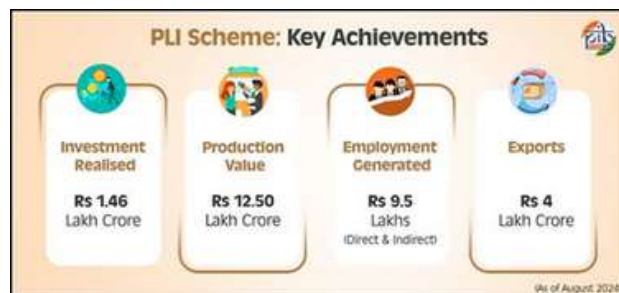 PLI Scheme: Key Achievements
Investment
Realised
Rs 1.46
Lakh Crore
Production
Value
Rs 12.50
Lakh Crore
Employment
Generated
Rs 9.5
Lakhs
(Direct & Indirect)
Exports
Rs 4
Lakh Crore
(As of August 2024)